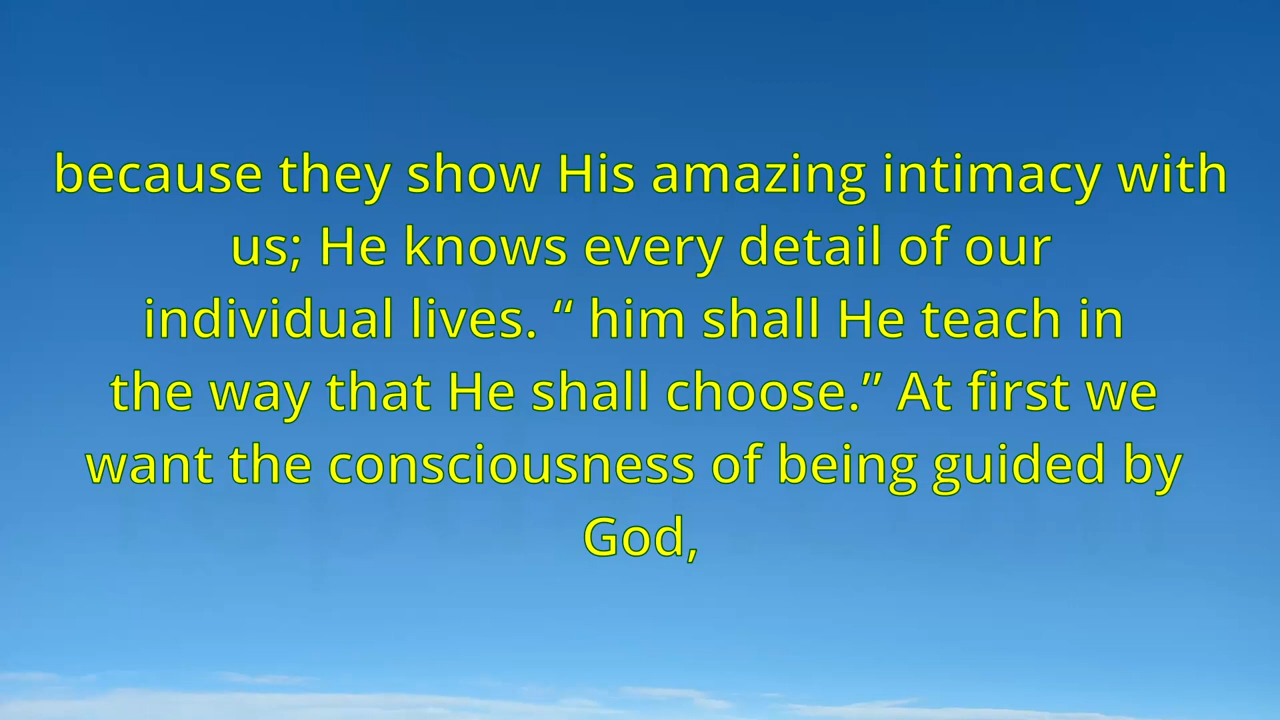 because they show His amazing intimacy with
us; He knows every detail of our
individual lives. “ him shall He teach in
the way that He shall choose.” At first we
want the consciousness of being guided by
God,